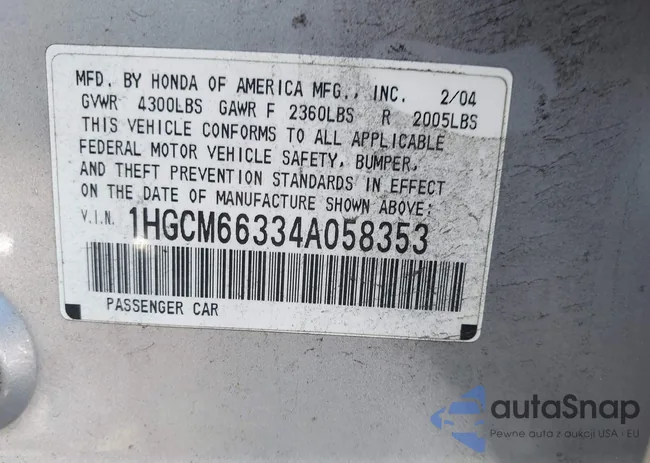 MFD. BY HONDA OF AMERICA MFG., INC. 2/04
GVWR 4300LBS GAWR F 2360LBS R 2005LBS
THIS VEHICLE CONFORMS TO ALL APPLICABLE
FEDERAL MOTOR VEHICLE SAFETY, BUMPER,
AND THEFT PREVENTION STANDARDS IN EFFECT
ON THE DATE OF MANUFACTURE SHOWN ABOVE:
V.I.N. 1HGCM66334A058353
PASSENGER CAR
autaSnap
Pewne auta z aukcji USA - EU